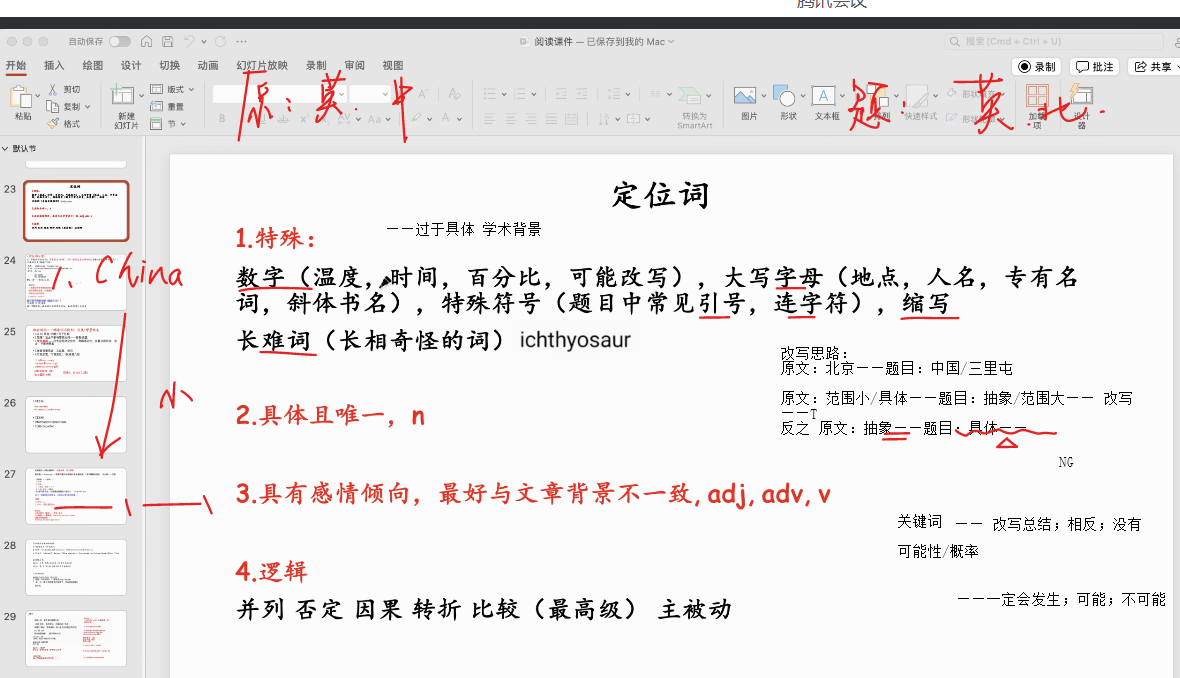 腾讯会议
自动保存
阅读课件 — 已保存到我的 Mac
搜索 (Cmd + Ctrl + U)
开始 插入 绘图 设计 切换 动画 幻灯片放映 录制 审阅 视图
录制 批注 共享
粘贴 剪切 复制 格式
新建幻灯片 版式 重置 节
转换为 SmartArt
图片 形状 文本框 排列 快速样式 形状填充
加载项 设计器
原：英.中
题：英.北.
默认节
23
24
25
26
27
28
29
1. China
小
定位词
1.特殊：
——过于具体 学术背景
数字（温度，时间，百分比，可能改写），大写字母（地点，人名，专有名
词，斜体书名），特殊符号（题目中常见引号，连字符），缩写
长难词（长相奇怪的词） ichthyosaur
改写思路：
原文：北京——题目：中国/三里屯
原文：范围小/具体——题目：抽象/范围大—— 改写
——T
反之 原文：抽象——题目：具体——
NG
2.具体且唯一，n
3.具有感情倾向，最好与文章背景不一致, adj, adv, v
关键词 —— 改写总结；相反；没有
可能性/概率
4.逻辑
并列 否定 因果 转折 比较（最高级） 主被动
———一定会发生；可能；不可能